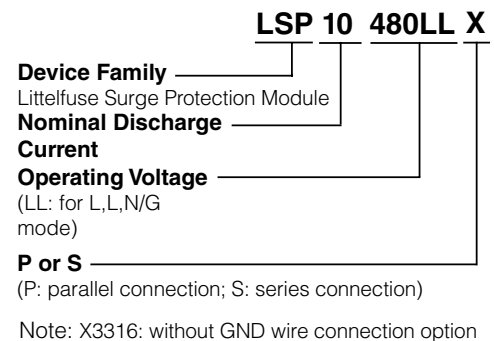 LSP 10 480LL X
Device Family
Littelfuse Surge Protection Module
Nominal Discharge
Current
Operating Voltage
(LL: for L,L,N/G
mode)
P or S
(P: parallel connection; S: series connection)
Note: X3316: without GND wire connection option